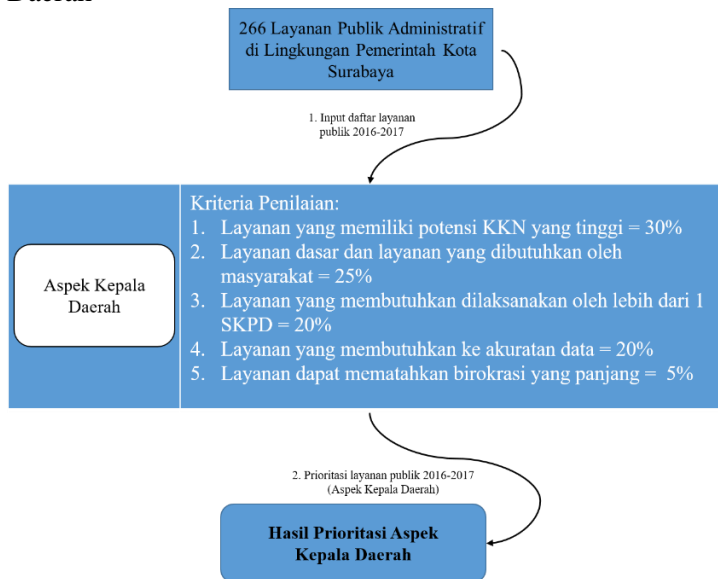 Daerah
266 Layanan Publik Administratif
di Lingkungan Pemerintah Kota
Surabaya
1. Input daftar layanan
publik 2016-2017
Aspek Kepala
Daerah
Kriteria Penilaian:
1. Layanan yang memiliki potensi KKN yang tinggi = 30%
2. Layanan dasar dan layanan yang dibutuhkan oleh
masyarakat = 25%
3. Layanan yang membutuhkan dilaksanakan oleh lebih dari 1
SKPD = 20%
4. Layanan yang membutuhkan ke akuratan data = 20%
5. Layanan dapat mematahkan birokrasi yang panjang = 5%
2. Prioritasi layanan publik 2016-2017
(Aspek Kepala Daerah)
Hasil Prioritasi Aspek
Kepala Daerah